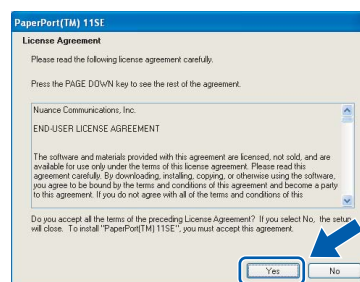 PaperPort(TM) 11SE
License Agreement
Please read the following license agreement carefully.
Press the PAGE DOWN key to see the rest of the agreement.
Nuance Communications, Inc.
END-USER LICENSE AGREEMENT
The software and materials provided with this agreement are licensed, not sold, and are
available for use only under the terms of this license agreement. Please read this
agreement carefully. By downloading, installing, copying, or otherwise using the software,
you agree to be bound by the terms and conditions of this agreement and become a party
to this agreement. If you do not agree with all of the terms and conditions of this
Do you accept all the terms of the preceding License Agreement? If you select No, the setup
will close. To install "PaperPort(TM) 11SE", you must accept this agreement.
Yes
No